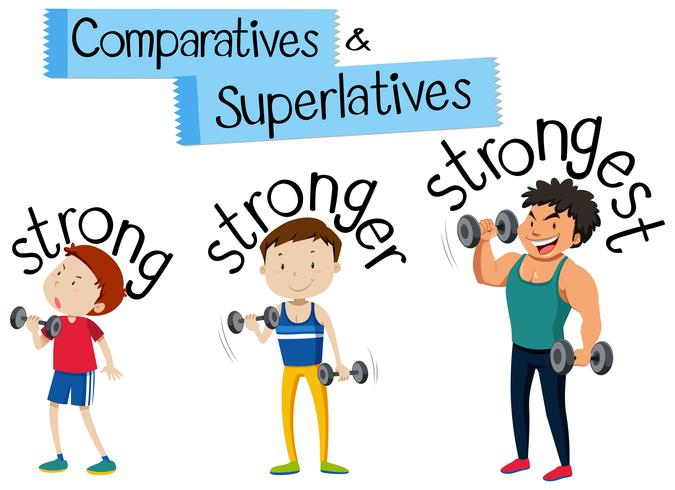 Comparatives &
Superlatives
strong
stronger
strongest